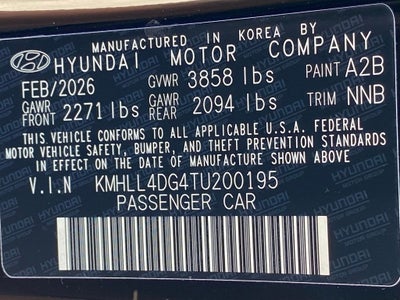 MANUFACTURED IN KOREA BY
HYUNDAI MOTOR COMPANY
FEB/2026 GVWR 3858 lbs PAINT A2B
GAWR FRONT 2271 lbs GAWR REAR 2094 lbs TRIM NNB
THIS VEHICLE CONFORMS TO ALL APPLICABLE U.S.A. FEDERAL
MOTOR VEHICLE SAFETY, BUMPER, AND THEFT PREVENTION STANDARDS
IN EFFECT ON THE DATE OF MANUFACTURE SHOWN ABOVE.
V.I.N KMHLL4DG4TU200195
PASSENGER CAR